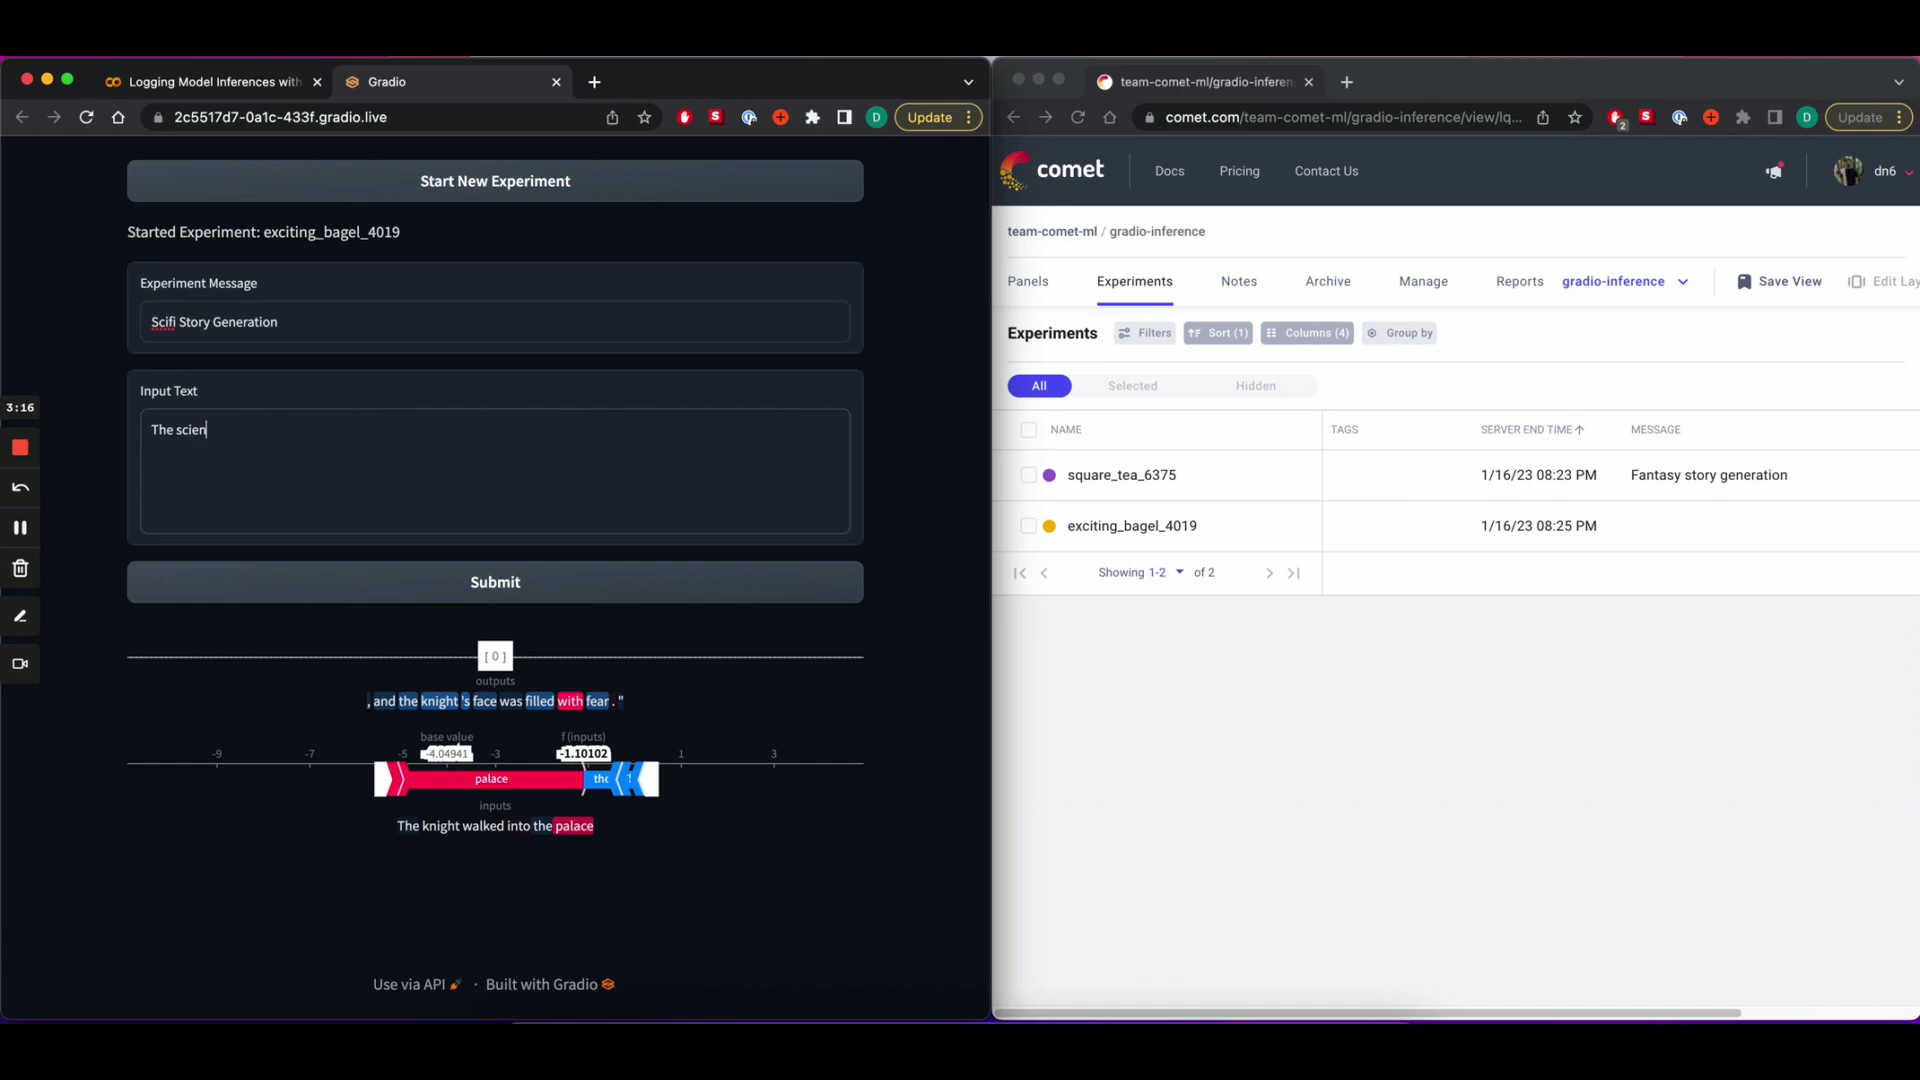 Logging Model Inferences with
Gradio
2c5517d7-0a1c-433f.gradio.live
D
Update
Start New Experiment
Started Experiment: exciting_bagel_4019
Experiment Message
Scifi Story Generation
Input Text
The scien
3:16
Submit
[ 0 ]
outputs
, and the knight 's face was filled with fear . "
base value
f (inputs)
-9 -7 -5 -4.04941 -3 -1.10102 1 3
palace
the
inputs
The knight walked into the palace
Use via API · Built with Gradio
team-comet-ml/gradio-inferen
comet.com/team-comet-ml/gradio-inference/view/lq...
2
S
D
Update
comet
Docs
Pricing
Contact Us
dn6
team-comet-ml / gradio-inference
Panels
Experiments
Notes
Archive
Manage
Reports
gradio-inference
Save View
Edit Lay
Experiments
Filters
Sort (1)
Columns (4)
Group by
All
Selected
Hidden
NAME TAGS SERVER END TIME MESSAGE
square_tea_6375 1/16/23 08:23 PM Fantasy story generation
exciting_bagel_4019 1/16/23 08:25 PM
Showing 1-2 of 2